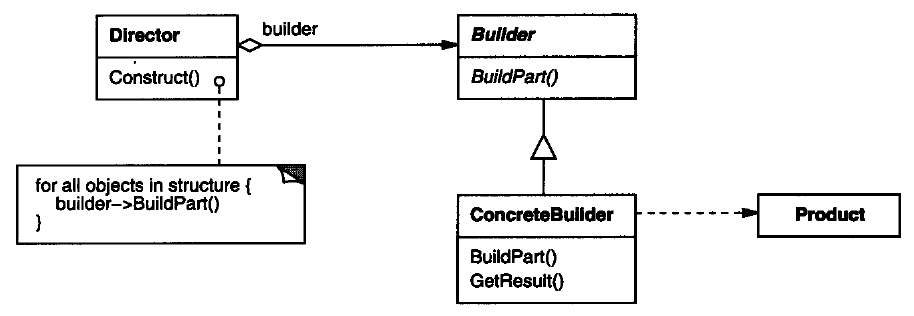 Director
builder
Builder
Construct()
BuildPart()
for all objects in structure {
builder->BuildPart()
}
ConcreteBuilder
Product
BuildPart()
GetResult()